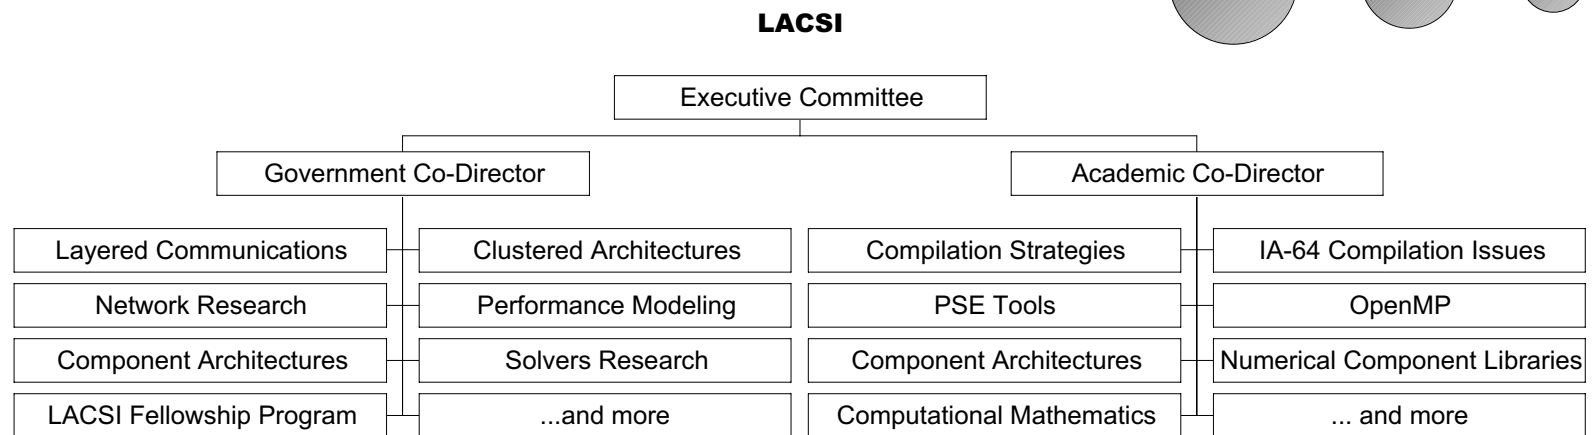 LACSI
Executive Committee
Government Co-Director
Academic Co-Director
Layered Communications
Clustered Architectures
Compilation Strategies
IA-64 Compilation Issues
Network Research
Performance Modeling
PSE Tools
OpenMP
Component Architectures
Solvers Research
Component Architectures
Numerical Component Libraries
LACSI Fellowship Program
...and more
Computational Mathematics
... and more